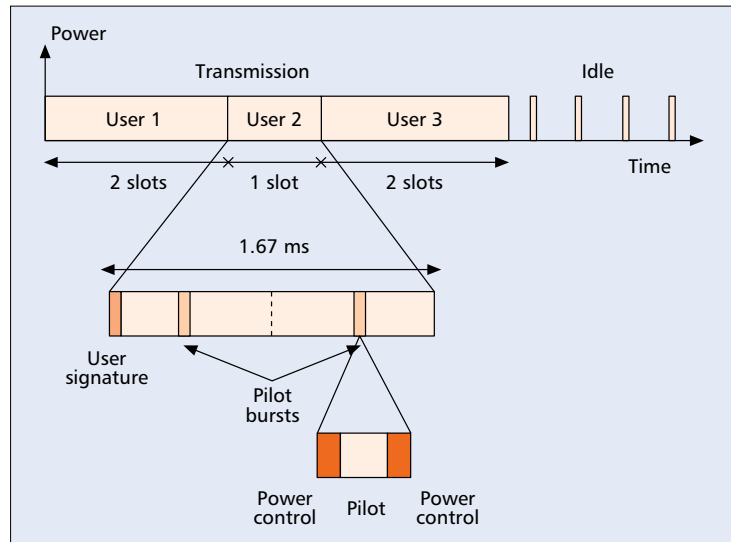 Power
Transmission
Idle
User 1
User 2
User 3
Time
2 slots
1 slot
2 slots
1.67 ms
User
signature
Pilot
bursts
Power
control
Pilot
Power
control